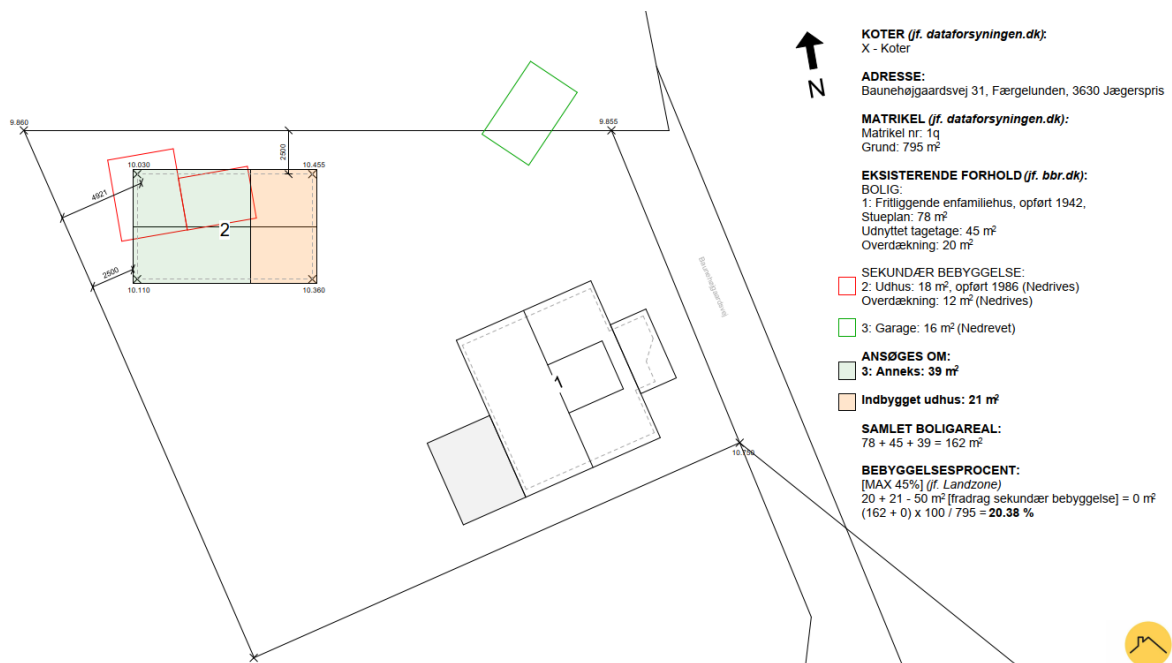 KOTER (jf. dataforsyningen.dk):
X - Koter
N
ADRESSE:
Baunehøjgaardsvej 31, Færgelunden, 3630 Jægerspris
MATRIKEL (jf. dataforsyningen.dk):
Matrikel nr: 1q
Grund: 795 m²
EKSISTERENDE FORHOLD (jf. bbr.dk):
BOLIG:
1: Fritliggende enfamiliehus, opført 1942,
Stueplan: 78 m²
Udnyttet tagetage: 45 m²
Overdækning: 20 m²
SEKUNDÆR BEBYGGELSE:
2: Udhus: 18 m², opført 1986 (Nedrives)
Overdækning: 12 m² (Nedrives)
3: Garage: 16 m² (Nedrevet)
ANSØGES OM:
3: Anneks: 39 m²
Indbygget udhus: 21 m²
SAMLET BOLIGAREAL:
78 + 45 + 39 = 162 m²
BEBYGGELSESPROCENT:
[MAX 45%] (jf. Landzone)
20 + 21 - 50 m² [fradrag sekundær bebyggelse] = 0 m²
(162 + 0) x 100 / 795 = 20.38 %
9.860
9.855
2500
10.030
10.455
4921
2
2500
10.110
10.360
Baunehøjgaardsvej
1
10.750